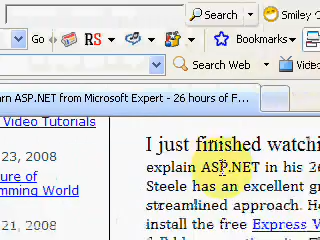 Search Smiley C
Go RS Bookmarks
Search Web Video
rn ASP.NET from Microsoft Expert - 26 hours of F...
Video Tutorials
I just finished watchi
23, 2008
explain ASP.NET in his 26
ure of
Steele has an excellent gr
mming World
streamlined approach. H
21, 2008
install the free Express V